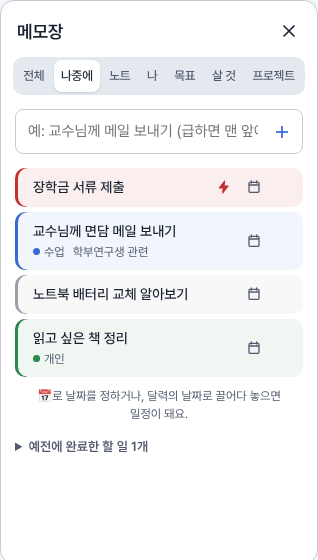 메모장
전체 나중에 노트 나 목표 살 것 프로젝트
예: 교수님께 메일 보내기 (급하면 맨 앞에
장학금 서류 제출
교수님께 면담 메일 보내기
수업 학부연구생 관련
노트북 배터리 교체 알아보기
읽고 싶은 책 정리
개인
📅로 날짜를 정하거나, 달력의 날짜로 끌어다 놓으면
일정이 돼요.
▶ 예전에 완료한 할 일 1개